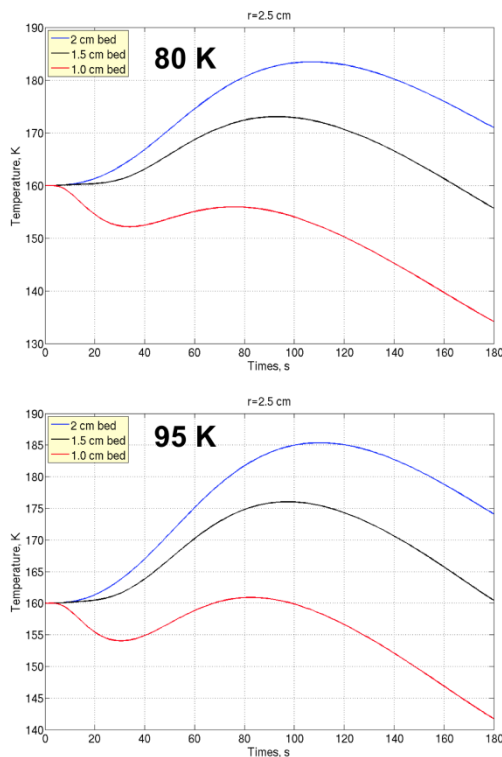 r=2.5 cm
2 cm bed
1.5 cm bed
1.0 cm bed
80 K
Temperature, K
190
180
170
160
150
140
130
0 20 40 60 80 100 120 140 160 180
Times, s
r=2.5 cm
2 cm bed
1.5 cm bed
1.0 cm bed
95 K
Temperature, K
190
185
180
175
170
165
160
155
150
145
140
0 20 40 60 80 100 120 140 160 180
Times, s